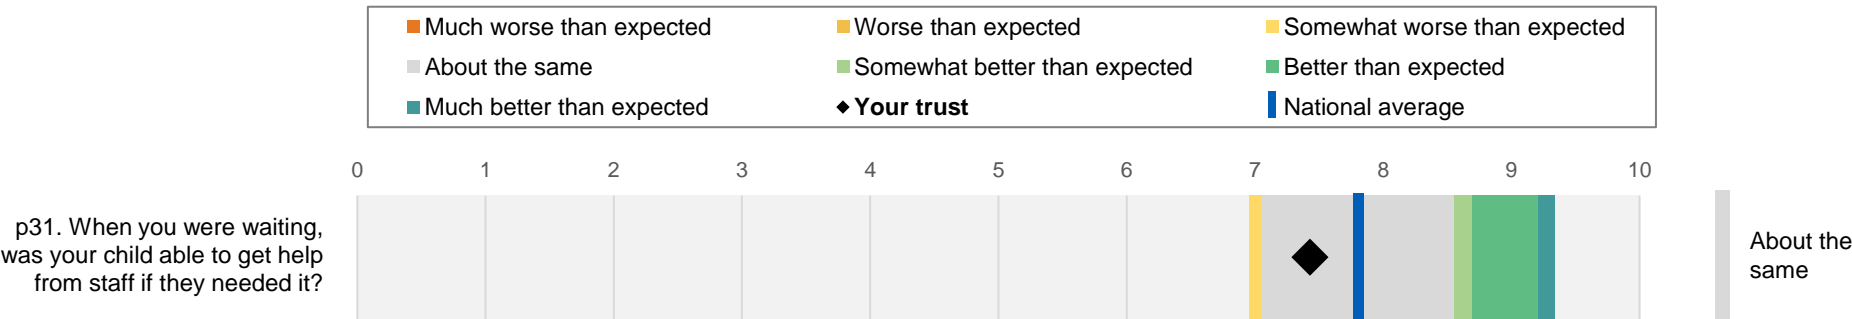 Much worse than expected
Worse than expected
Somewhat worse than expected
About the same
Somewhat better than expected
Better than expected
Much better than expected
Your trust
National average
0 1 2 3 4 5 6 7 8 9 10
p31. When you were waiting,
was your child able to get help
from staff if they needed it?
About the
same